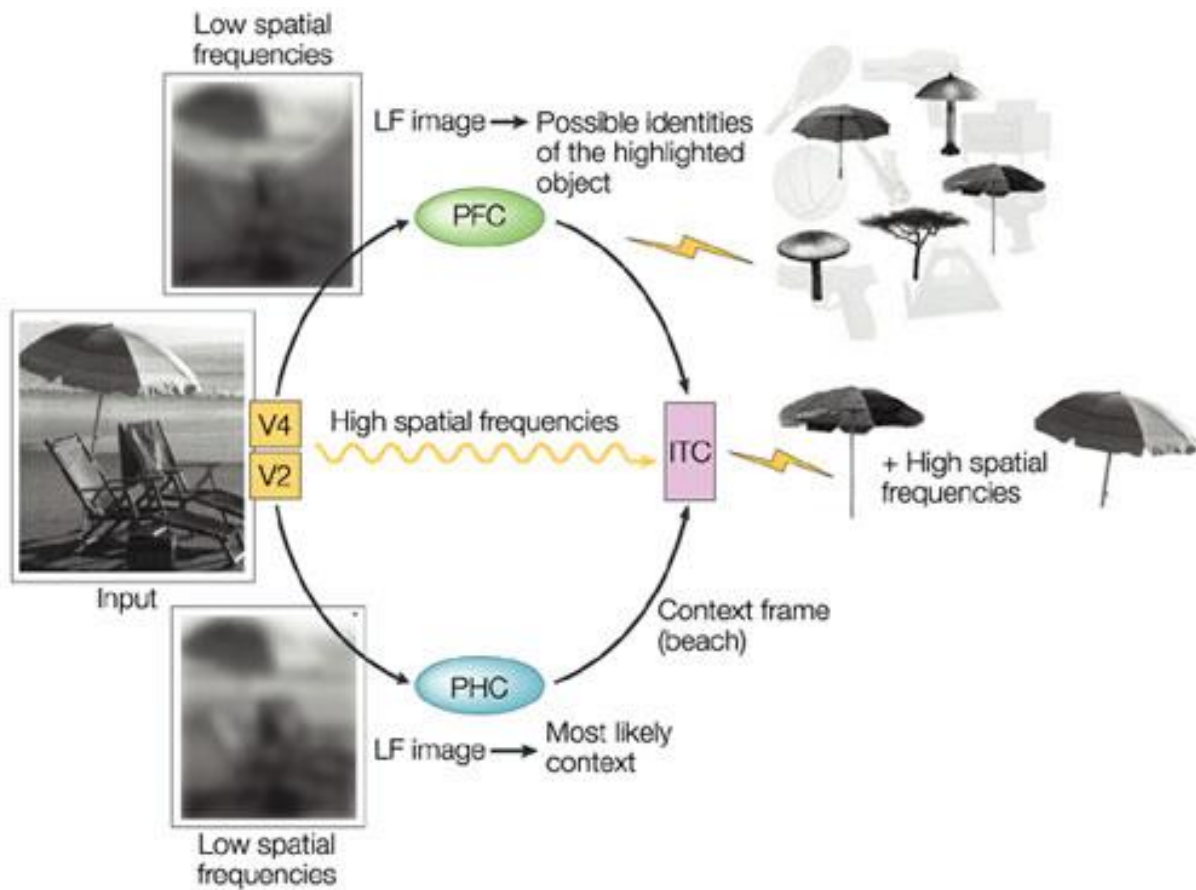 Low spatial
frequencies
LF image → Possible identities
of the highlighted
object
PFC
V4
V2
High spatial frequencies
ITC
+ High spatial
frequencies
Input
Context frame
(beach)
PHC
LF image → Most likely
context
Low spatial
frequencies